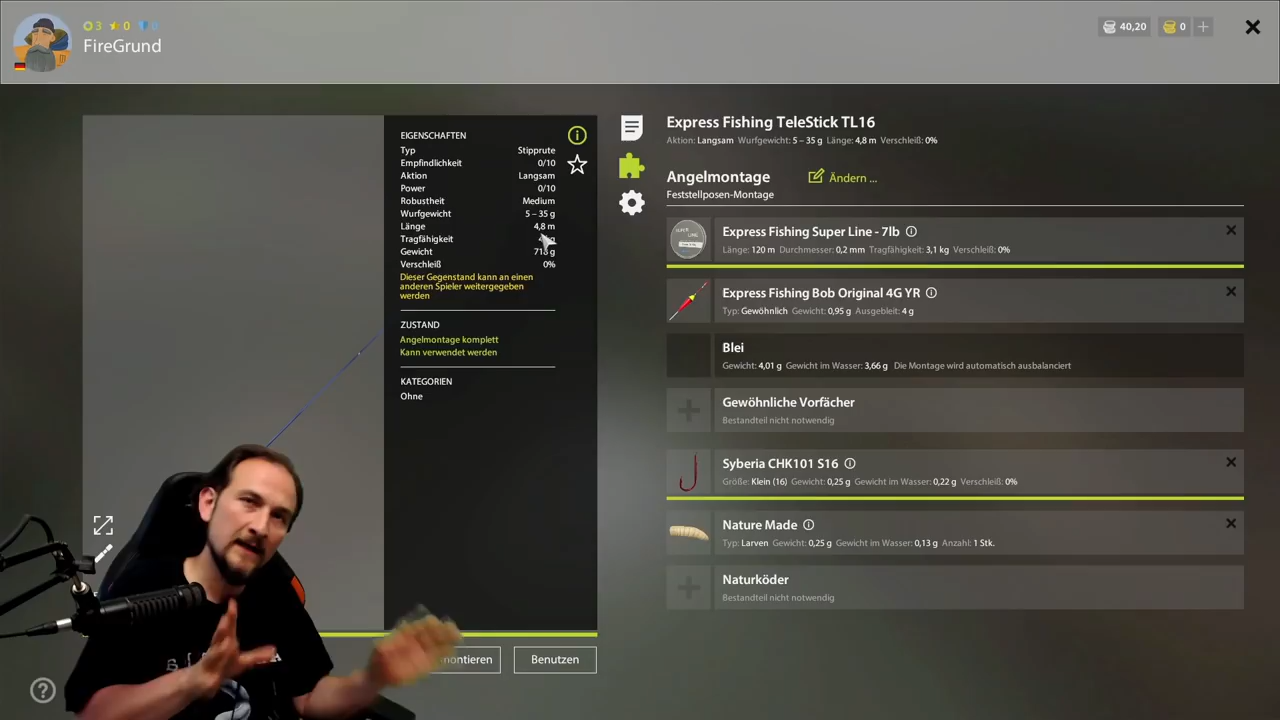 3 0 0
FireGrund
40,20 0
EIGENSCHAFTEN
Typ Stipprute
Empfindlichkeit 0/10
Aktion Langsam
Power 0/10
Robustheit Medium
Wurfgewicht 5 – 35 g
Länge 4,8 m
Tragfähigkeit
Gewicht 718 g
Verschleiß 0%
Dieser Gegenstand kann an einen
anderen Spieler weitergegeben
werden
ZUSTAND
Angelmontage komplett
Kann verwendet werden
KATEGORIEN
Ohne
Benutzen
Express Fishing TeleStick TL16
Aktion: Langsam Wurfgewicht: 5 – 35 g Länge: 4,8 m Verschleiß: 0%
Angelmontage Ändern ...
Feststellposen-Montage
Express Fishing Super Line - 7lb
Länge: 120 m Durchmesser: 0,2 mm Tragfähigkeit: 3,1 kg Verschleiß: 0%
Express Fishing Bob Original 4G YR
Typ: Gewöhnlich Gewicht: 0,95 g Ausgebleit: 4 g
Blei
Gewicht: 4,01 g Gewicht im Wasser: 3,66 g Die Montage wird automatisch ausbalanciert
Gewöhnliche Vorfächer
Bestandteil nicht notwendig
Syberia CHK101 S16
Größe: Klein (16) Gewicht: 0,25 g Gewicht im Wasser: 0,22 g Verschleiß: 0%
Nature Made
Typ: Larven Gewicht: 0,25 g Gewicht im Wasser: 0,13 g Anzahl: 1 Stk.
Naturköder
Bestandteil nicht notwendig